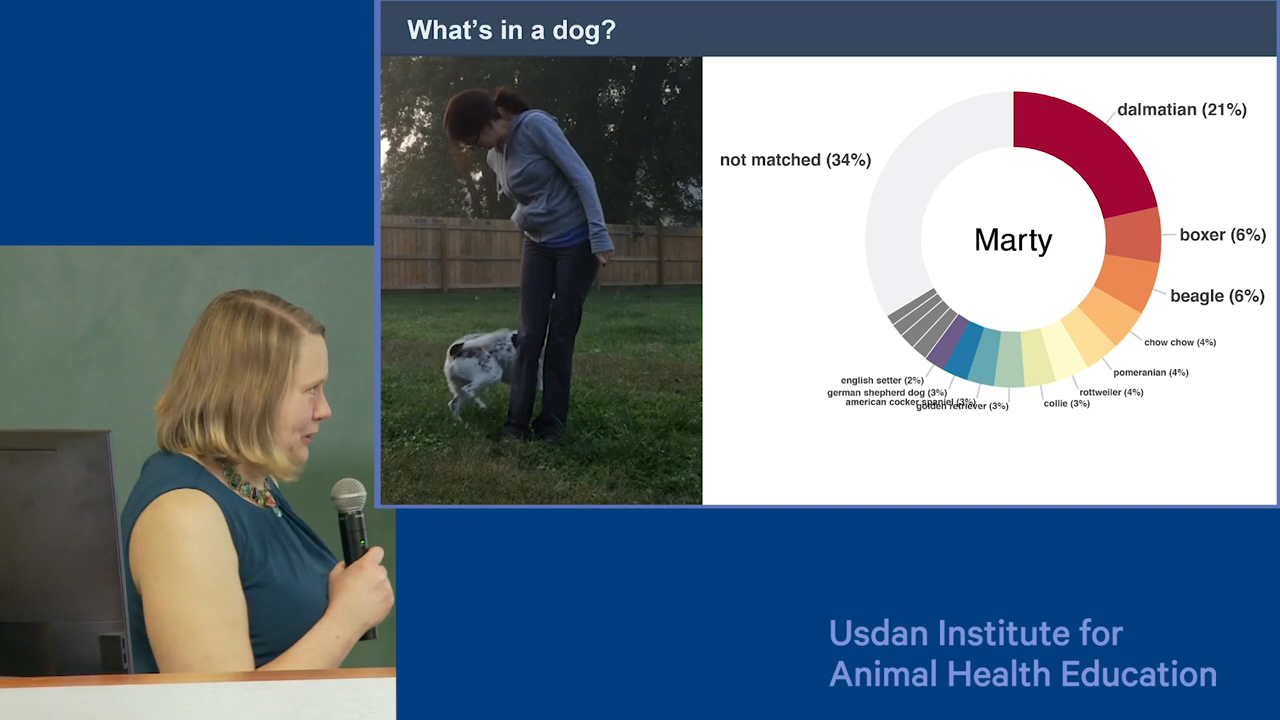 What's in a dog?
not matched (34%)
dalmatian (21%)
boxer (6%)
beagle (6%)
chow chow (4%)
pomeranian (4%)
rottweiler (4%)
collie (3%)
golden retriever (3%)
american cocker spaniel (3%)
german shepherd dog (3%)
english setter (2%)
Marty
Usdan Institute for
Animal Health Education